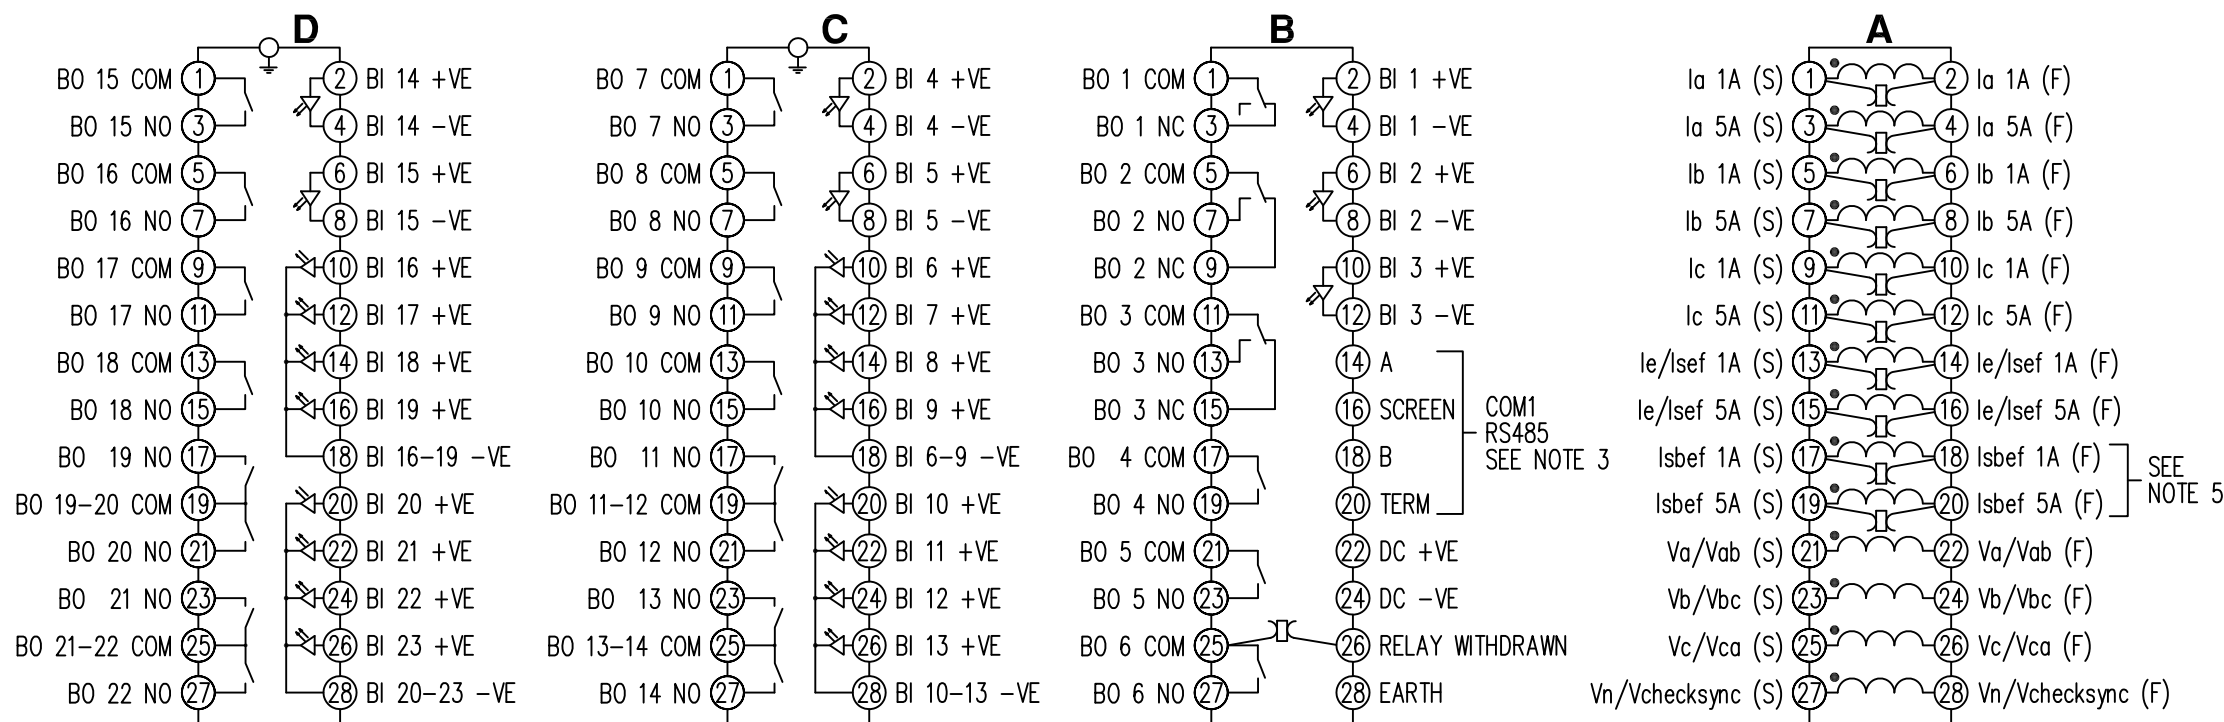 D
BO 15 COM 1 2 BI 14 +VE
BO 15 NO 3 4 BI 14 -VE
BO 16 COM 5 6 BI 15 +VE
BO 16 NO 7 8 BI 15 -VE
BO 17 COM 9 10 BI 16 +VE
BO 17 NO 11 12 BI 17 +VE
BO 18 COM 13 14 BI 18 +VE
BO 18 NO 15 16 BI 19 +VE
BO 19 NO 17 18 BI 16-19 -VE
BO 19-20 COM 19 20 BI 20 +VE
BO 20 NO 21 22 BI 21 +VE
BO 21 NO 23 24 BI 22 +VE
BO 21-22 COM 25 26 BI 23 +VE
BO 22 NO 27 28 BI 20-23 -VE
C
BO 7 COM 1 2 BI 4 +VE
BO 7 NO 3 4 BI 4 -VE
BO 8 COM 5 6 BI 5 +VE
BO 8 NO 7 8 BI 5 -VE
BO 9 COM 9 10 BI 6 +VE
BO 9 NO 11 12 BI 7 +VE
BO 10 COM 13 14 BI 8 +VE
BO 10 NO 15 16 BI 9 +VE
BO 11 NO 17 18 BI 6-9 -VE
BO 11-12 COM 19 20 BI 10 +VE
BO 12 NO 21 22 BI 11 +VE
BO 13 NO 23 24 BI 12 +VE
BO 13-14 COM 25 26 BI 13 +VE
BO 14 NO 27 28 BI 10-13 -VE
B
BO 1 COM 1 2 BI 1 +VE
BO 1 NC 3 4 BI 1 -VE
BO 2 COM 5 6 BI 2 +VE
BO 2 NO 7 8 BI 2 -VE
BO 2 NC 9 10 BI 3 +VE
BO 3 COM 11 12 BI 3 -VE
BO 3 NO 13 14 A
BO 3 NC 15 16 SCREEN
BO 4 COM 17 18 B
BO 4 NO 19 20 TERM
COM1
RS485
SEE NOTE 3
BO 5 COM 21 22 DC +VE
BO 5 NO 23 24 DC -VE
BO 6 COM 25 26 RELAY WITHDRAWN
BO 6 NO 27 28 EARTH
A
Ia 1A (S) 1 2 Ia 1A (F)
Ia 5A (S) 3 4 Ia 5A (F)
Ib 1A (S) 5 6 Ib 1A (F)
Ib 5A (S) 7 8 Ib 5A (F)
Ic 1A (S) 9 10 Ic 1A (F)
Ic 5A (S) 11 12 Ic 5A (F)
Ie/Isef 1A (S) 13 14 Ie/Isef 1A (F)
Ie/Isef 5A (S) 15 16 Ie/Isef 5A (F)
Isbef 1A (S) 17 18 Isbef 1A (F)
Isbef 5A (S) 19 20 Isbef 5A (F)
SEE
NOTE 5
Va/Vab (S) 21 22 Va/Vab (F)
Vb/Vbc (S) 23 24 Vb/Vbc (F)
Vc/Vca (S) 25 26 Vc/Vca (F)
Vn/Vchecksync (S) 27 28 Vn/Vchecksync (F)